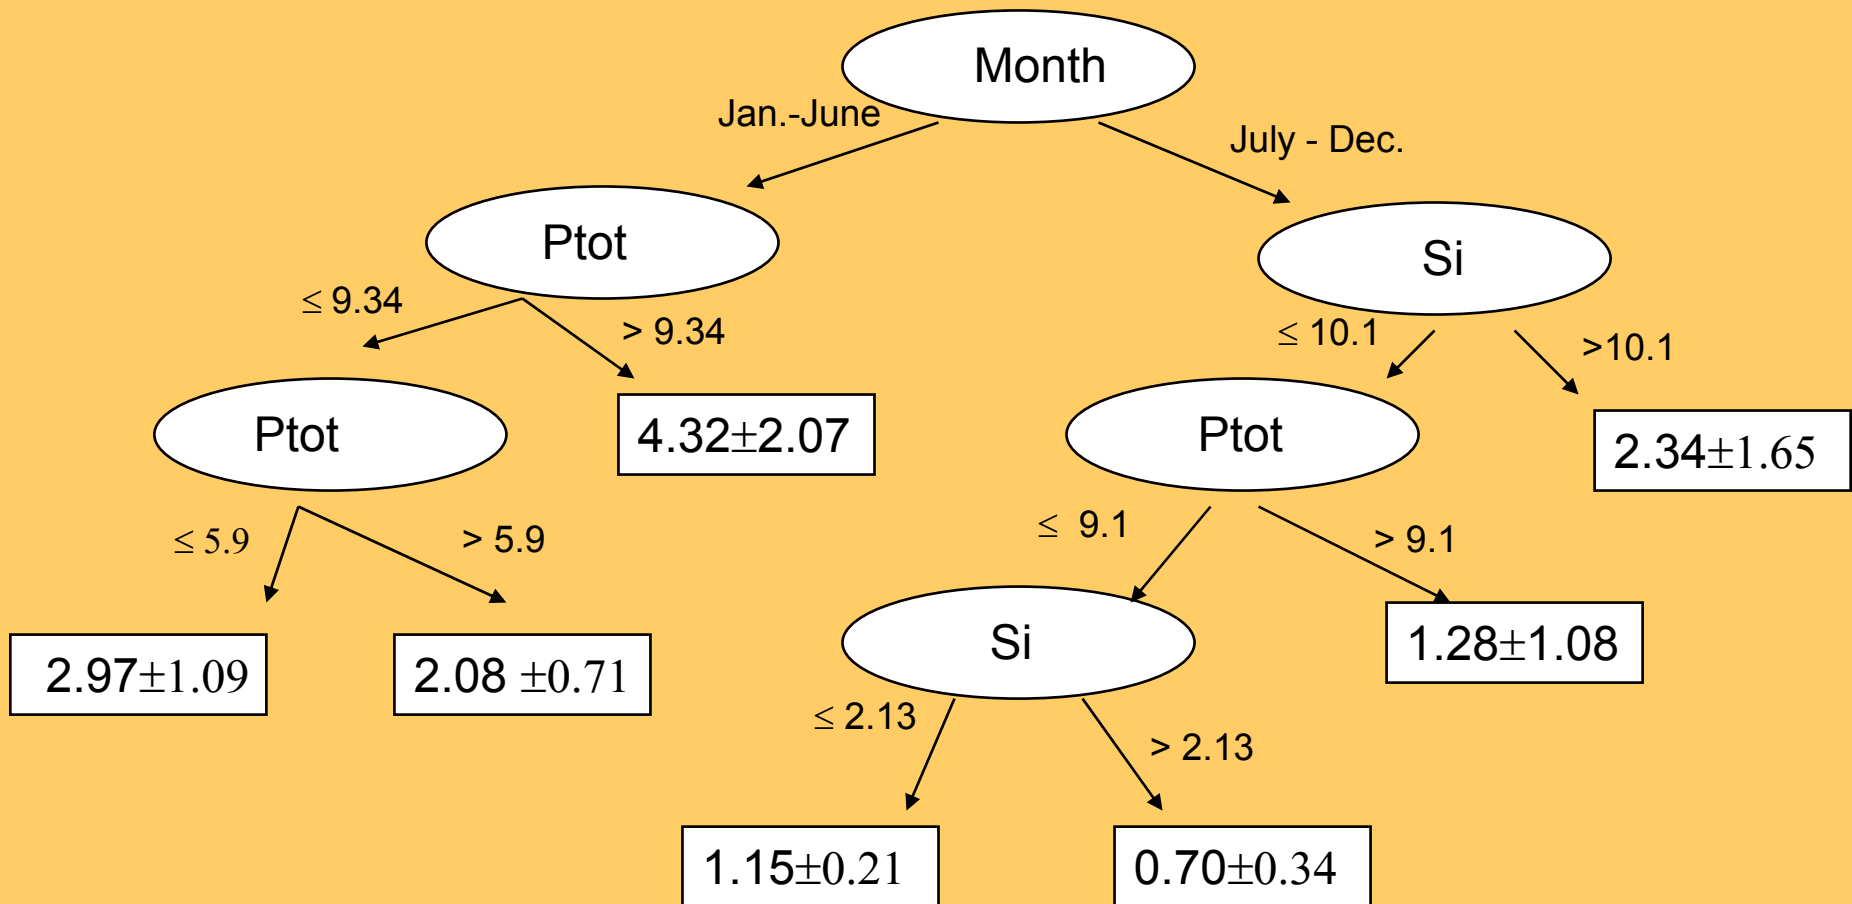 Month
Jan.-June
July - Dec.
Ptot
Si
≤ 9.34
> 9.34
≤ 10.1
>10.1
Ptot
4.32±2.07
Ptot
2.34±1.65
≤ 5.9
> 5.9
≤ 9.1
> 9.1
2.97±1.09
2.08 ±0.71
Si
1.28±1.08
≤ 2.13
> 2.13
1.15±0.21
0.70±0.34